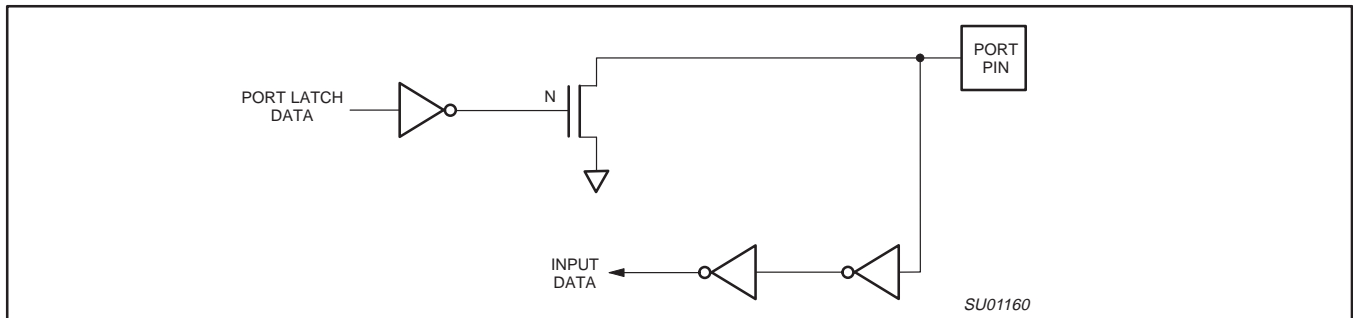 PORT
PIN
PORT LATCH
DATA
N
INPUT
DATA
SU01160